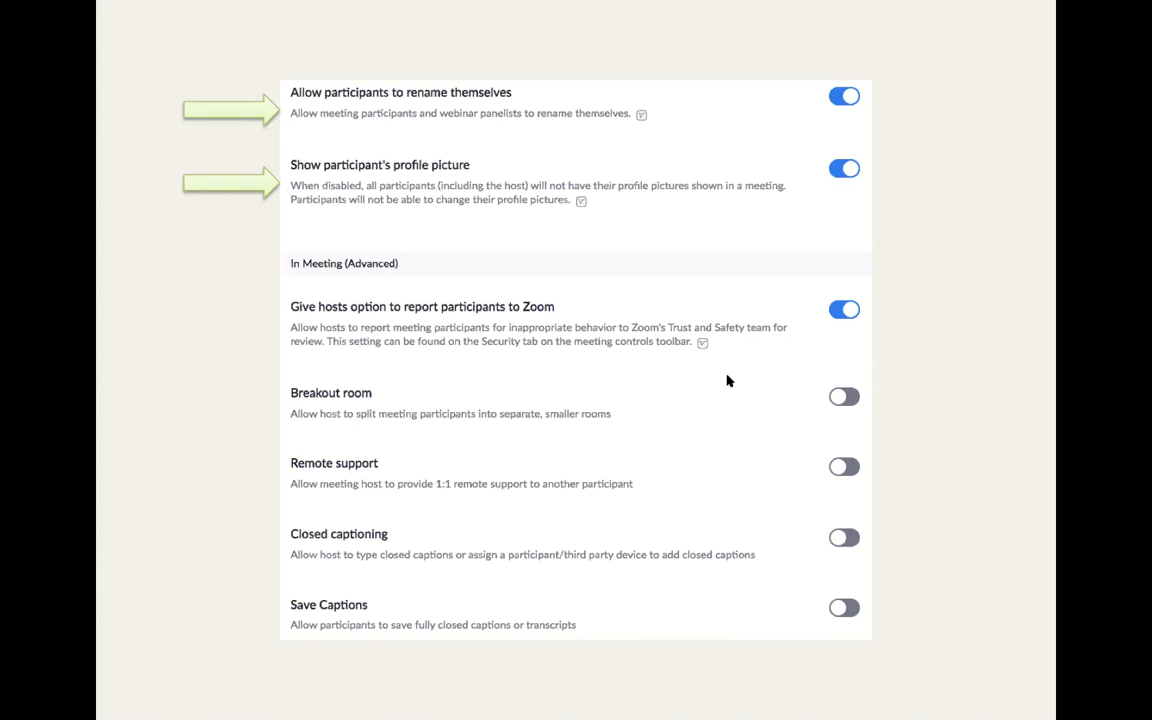 Allow participants to rename themselves
Allow meeting participants and webinar panelists to rename themselves.
Show participant's profile picture
When disabled, all participants (including the host) will not have their profile pictures shown in a meeting.
Participants will not be able to change their profile pictures.
In Meeting (Advanced)
Give hosts option to report participants to Zoom
Allow hosts to report meeting participants for inappropriate behavior to Zoom's Trust and Safety team for
review. This setting can be found on the Security tab on the meeting controls toolbar.
Breakout room
Allow host to split meeting participants into separate, smaller rooms
Remote support
Allow meeting host to provide 1:1 remote support to another participant
Closed captioning
Allow host to type closed captions or assign a participant/third party device to add closed captions
Save Captions
Allow participants to save fully closed captions or transcripts